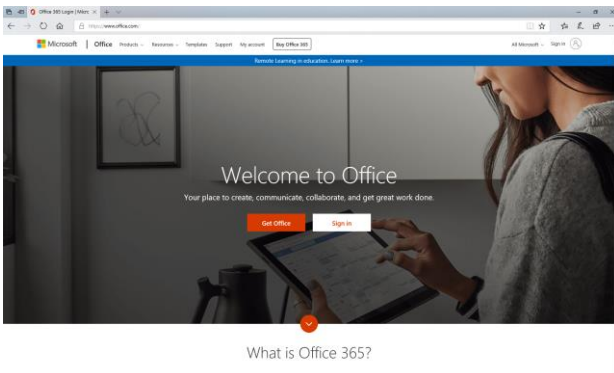 Office 365 Login | Micros
https://www.office.com/
Microsoft | Office Products Resources Templates Support My account Buy Office 365 All Microsoft Sign in
Remote Learning in education. Learn more >
Welcome to Office
Your place to create, communicate, collaborate, and get great work done.
Get Office Sign in
What is Office 365?